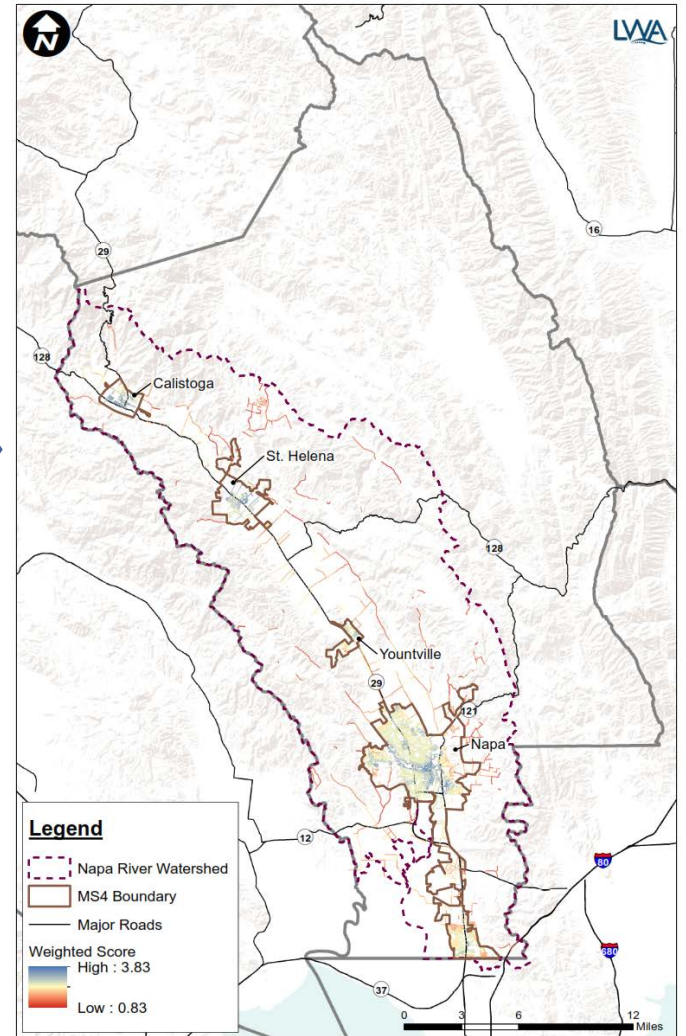 N
LWA
29
16
128
Calistoga
St. Helena
128
Yountville
29
121
Napa
12
80
680
37
Legend
Napa River Watershed
MS4 Boundary
Major Roads
Weighted Score
High : 3.83
Low : 0.83
0 3 6 12
Miles